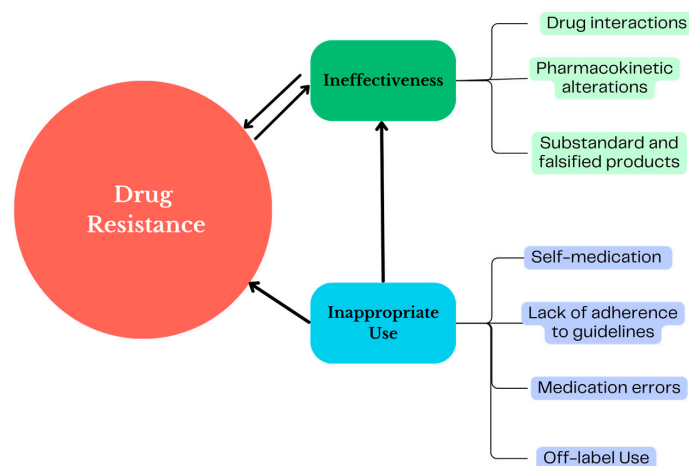 Drug
Resistance
Ineffectiveness
Drug interactions
Pharmacokinetic
alterations
Substandard and
falsified products
Inappropriate
Use
Self-medication
Lack of adherence
to guidelines
Medication errors
Off-label Use